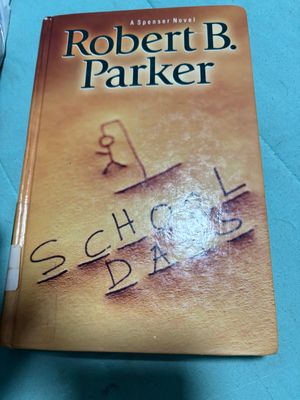 A Spenser Novel
Robert B.
Parker
SCHOOL
DAYS